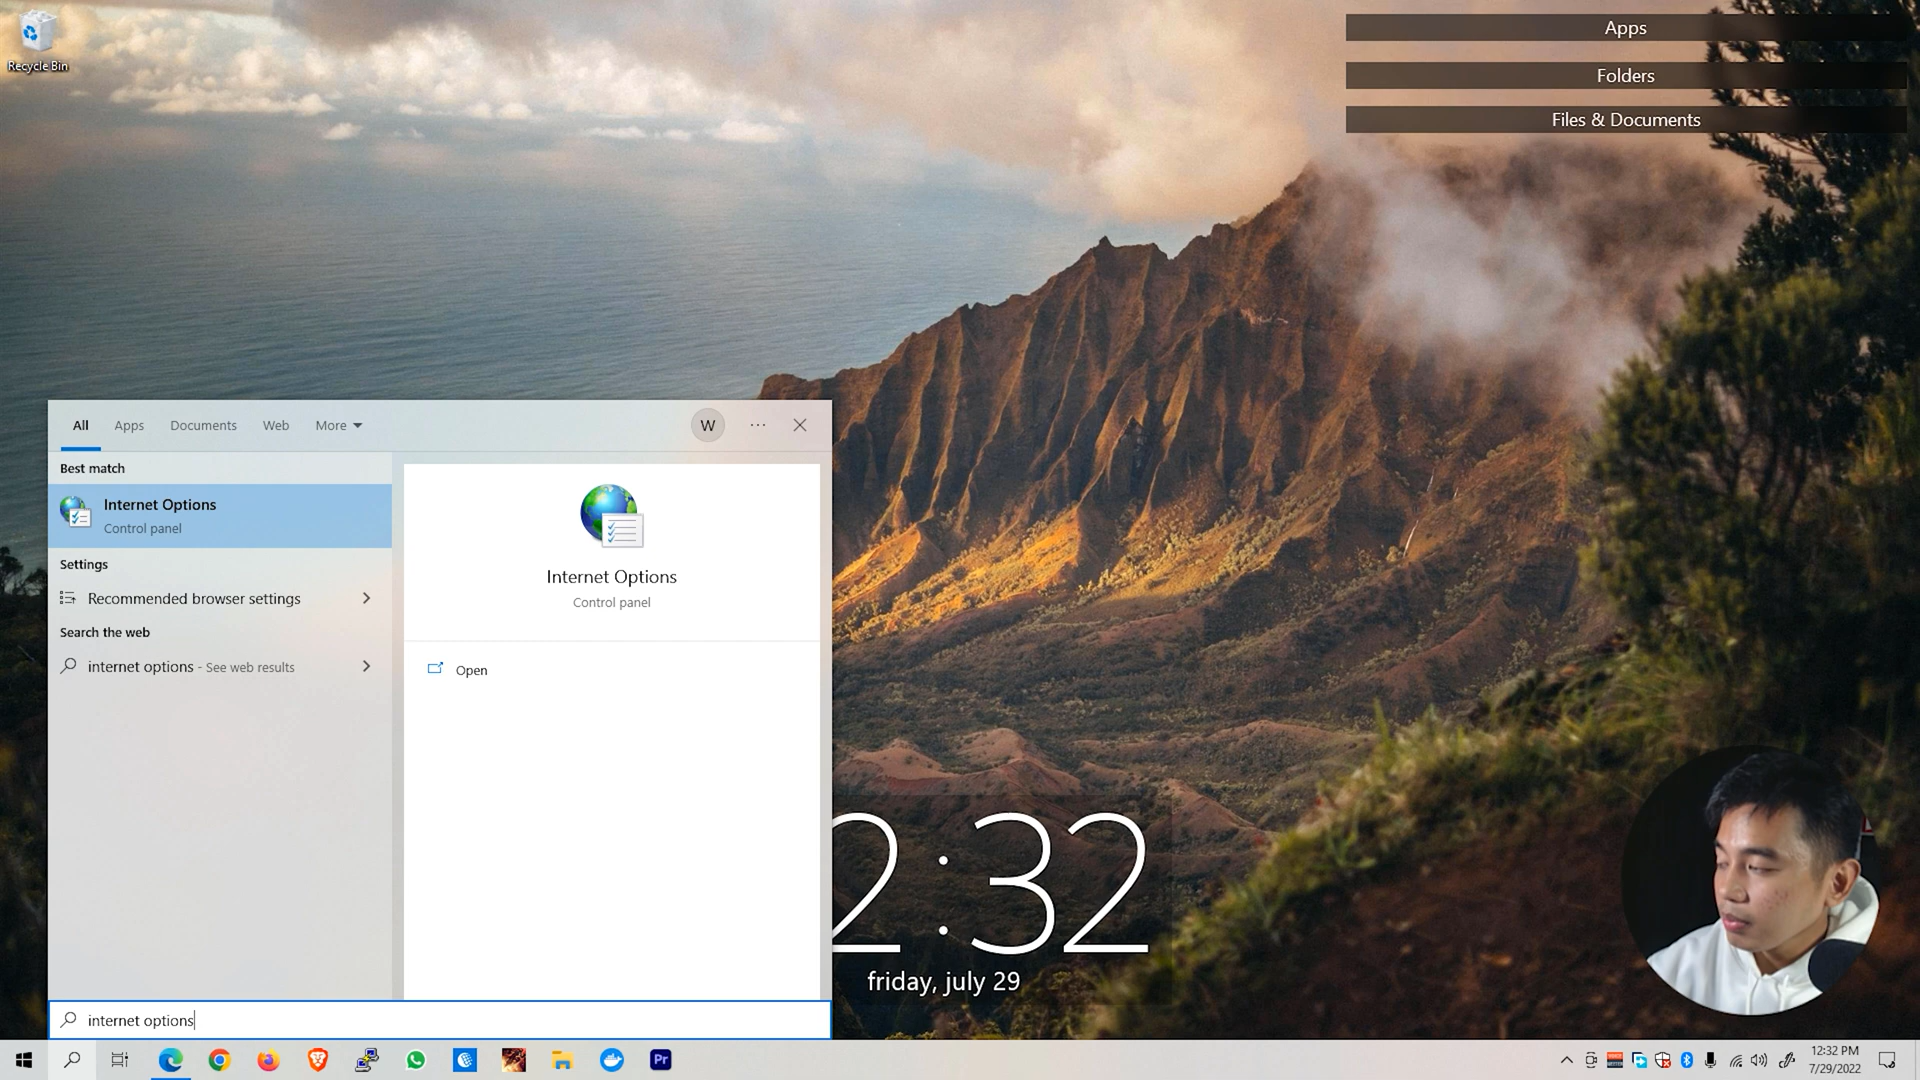 Recycle Bin
Apps
Folders
Files & Documents
All
Apps
Documents
Web
More
W
Best match
Internet Options
Control panel
Settings
Recommended browser settings
Search the web
internet options - See web results
Internet Options
Control panel
Open
2:32
friday, july 29
internet options
Pr
12:32 PM
7/29/2022